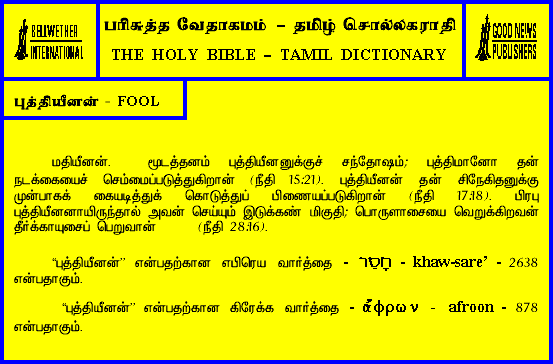 BELLWETHER
INTERNATIONAL
பரிசுத்த வேதாகமம் – தமிழ் சொல்லகராதி
THE HOLY BIBLE – TAMIL DICTIONARY
GOOD NEWS
PUBLISHERS
புத்தியீனன் - FOOL
மதியீனன். மூடத்தனம் புத்தியீனனுக்குச் சந்தோஷம்; புத்திமானோ தன்
நடக்கையைச் செம்மைப்படுத்துகிறான் (நீதி 15:21). புத்தியீனன் தன் சிநேகிதனுக்கு
முன்பாகக் கையடித்துக் கொடுத்துப் பிணையப்படுகிறான் (நீதி 17:18). பிரபு
புத்தியீனனாயிருந்தால் அவன் செய்யும் இடுக்கண் மிகுதி; பொருளாசையை வெறுக்கிறவன்
தீர்க்காயுசைப் பெறுவான் (நீதி 28:16).
“புத்தியீனன்” என்பதற்கான எபிரெய வார்த்தை - חָסֵר - khaw-sare’ - 2638
என்பதாகும்.
“புத்தியீனன்” என்பதற்கான கிரேக்க வார்த்தை - ἄφρων - afroon - 878
என்பதாகும்.